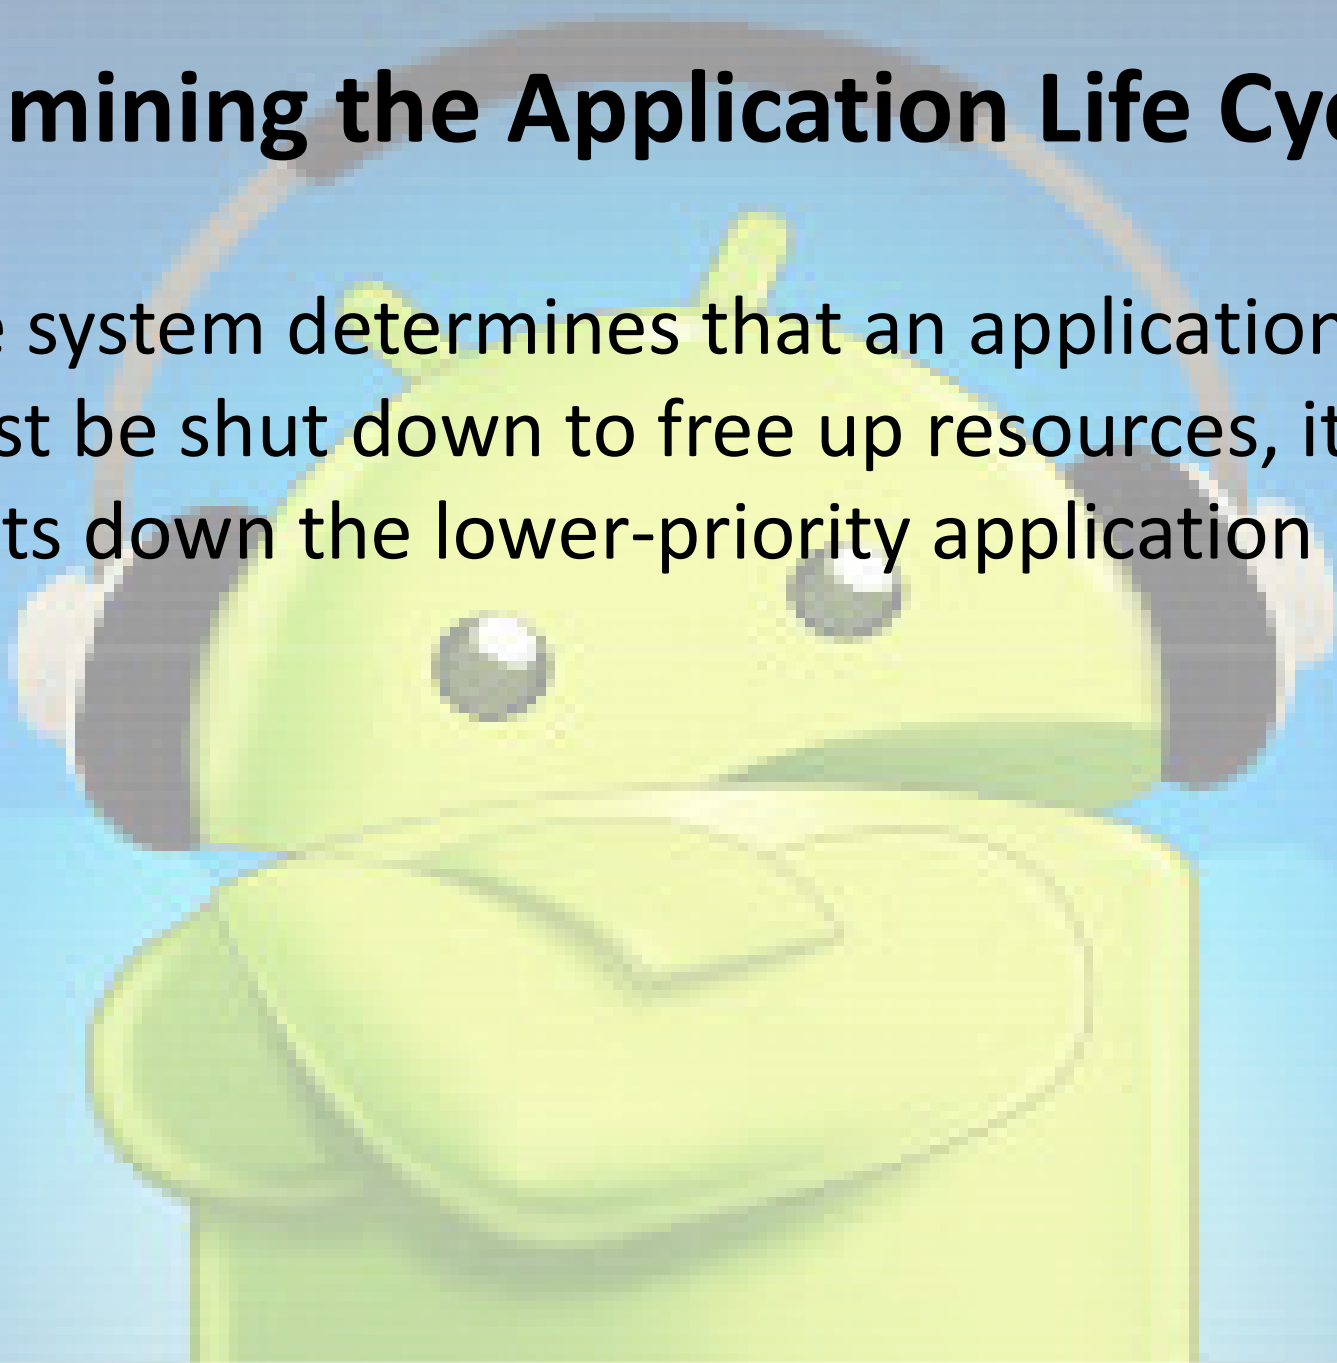 mining the Application Life Cyc
e system determines that an application
st be shut down to free up resources, it
ts down the lower-priority application